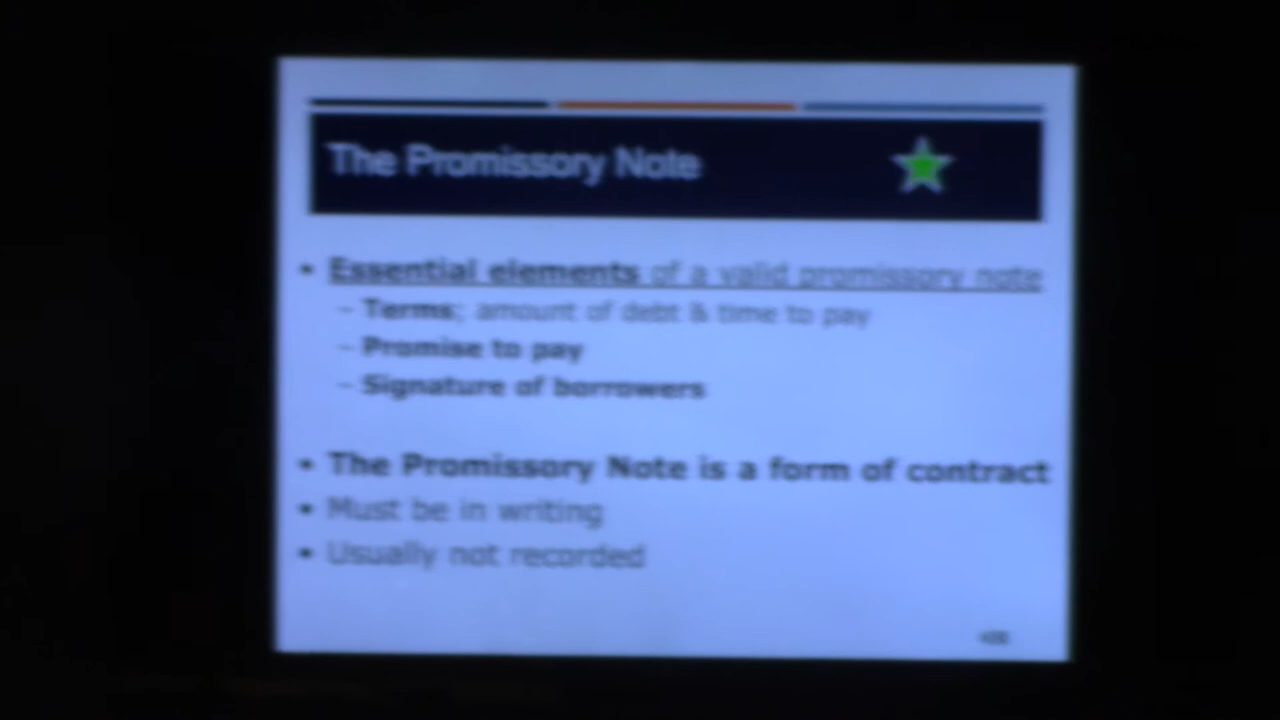 The Promissory Note
• Essential elements of a valid promissory note
– Terms; amount of debt & time to pay
– Promise to pay
– Signature of borrowers
• The Promissory Note is a form of contract
• Must be in writing
• Usually not recorded